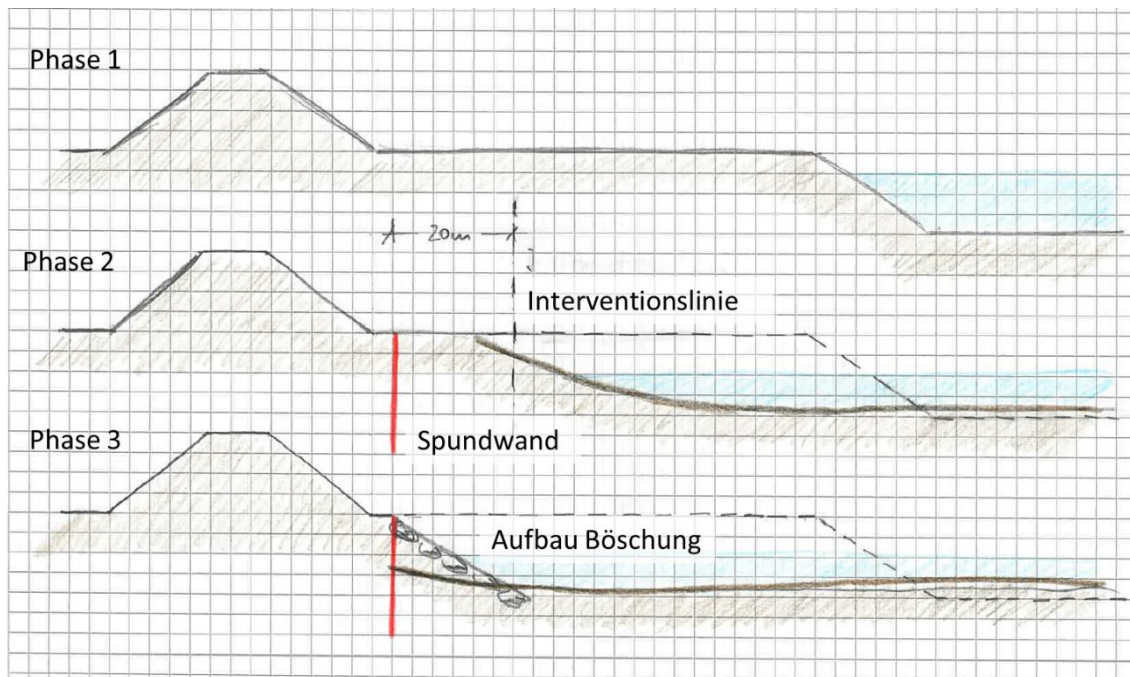 Phase 1
20m
Phase 2
Interventionslinie
Spundwand
Phase 3
Aufbau Böschung